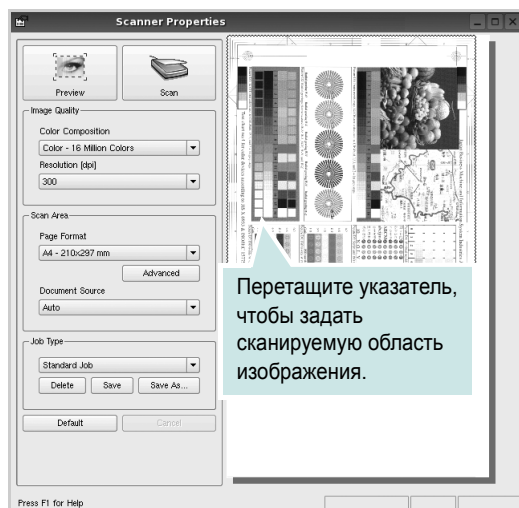 Scanner Properties
Preview
Scan
Image Quality
Color Composition
Color - 16 Million Colors
Resolution [dpi]
300
Scan Area
Page Format
A4 - 210x297 mm
Advanced
Document Source
Auto
Job Type
Standard Job
Delete
Save
Save As...
Default
Cancel
Перетащите указатель,
чтобы задать
сканируемую область
изображения.
Press F1 for Help